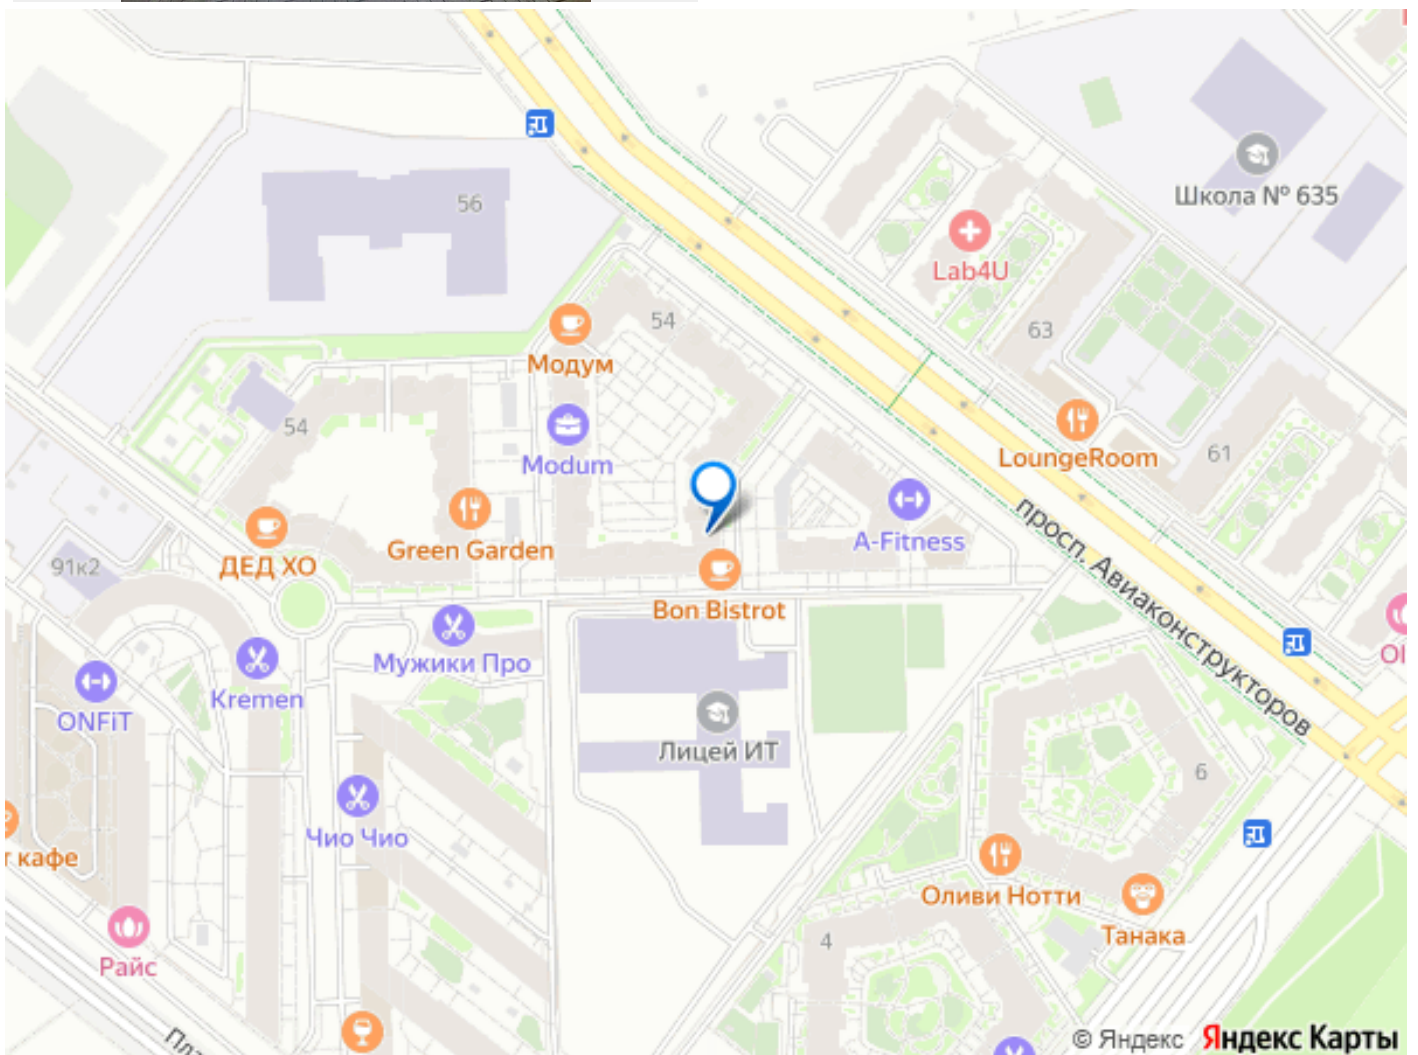 56
Школа № 635
Lab4U
54
63
Модум
54
Modum
LoungeRoom
61
ДЕД ХО
Green Garden
A-Fitness
просп. Авиаконструкторов
91к2
Bon Bistrot
Мужики Про
Kremen
ONFiT
Лицей ИТ
6
Чио Чио
кафе
Оливи Нотти
Танака
4
Райс
© Яндекс Яндекс Карты